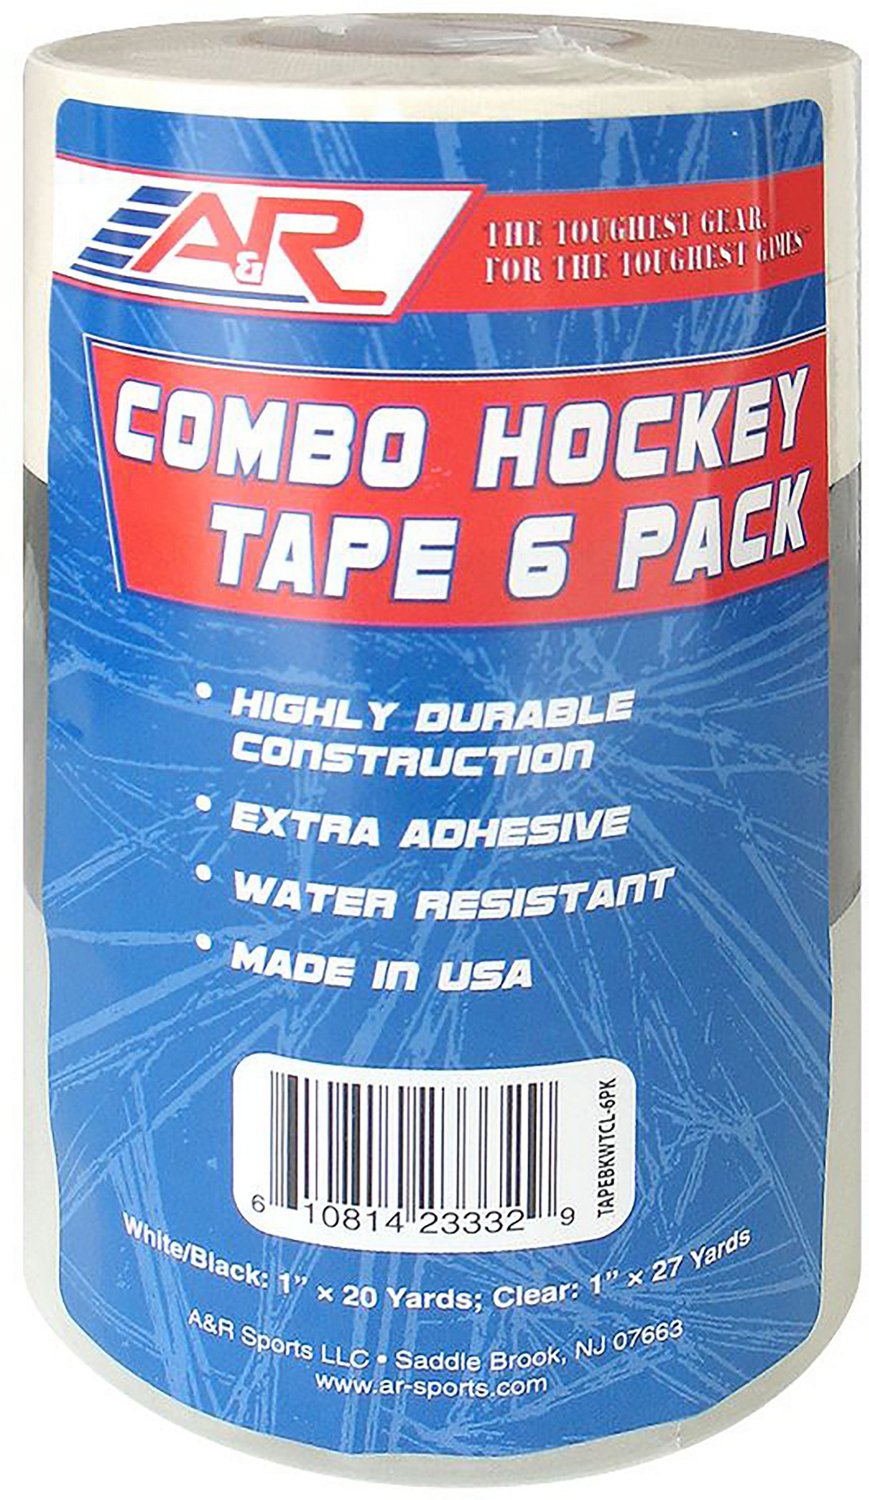 A&R
THE TOUGHEST GEAR.
FOR THE TOUGHEST GAMES™
COMBO HOCKEY
TAPE 6 PACK
• HIGHLY DURABLE
CONSTRUCTION
• EXTRA ADHESIVE
• WATER RESISTANT
• MADE IN USA
6 10814 23332 9
TAPEBKWTCL-6PK
White/Black: 1” × 20 Yards; Clear: 1” × 27 Yards
A&R Sports LLC • Saddle Brook, NJ 07663
www.ar-sports.com